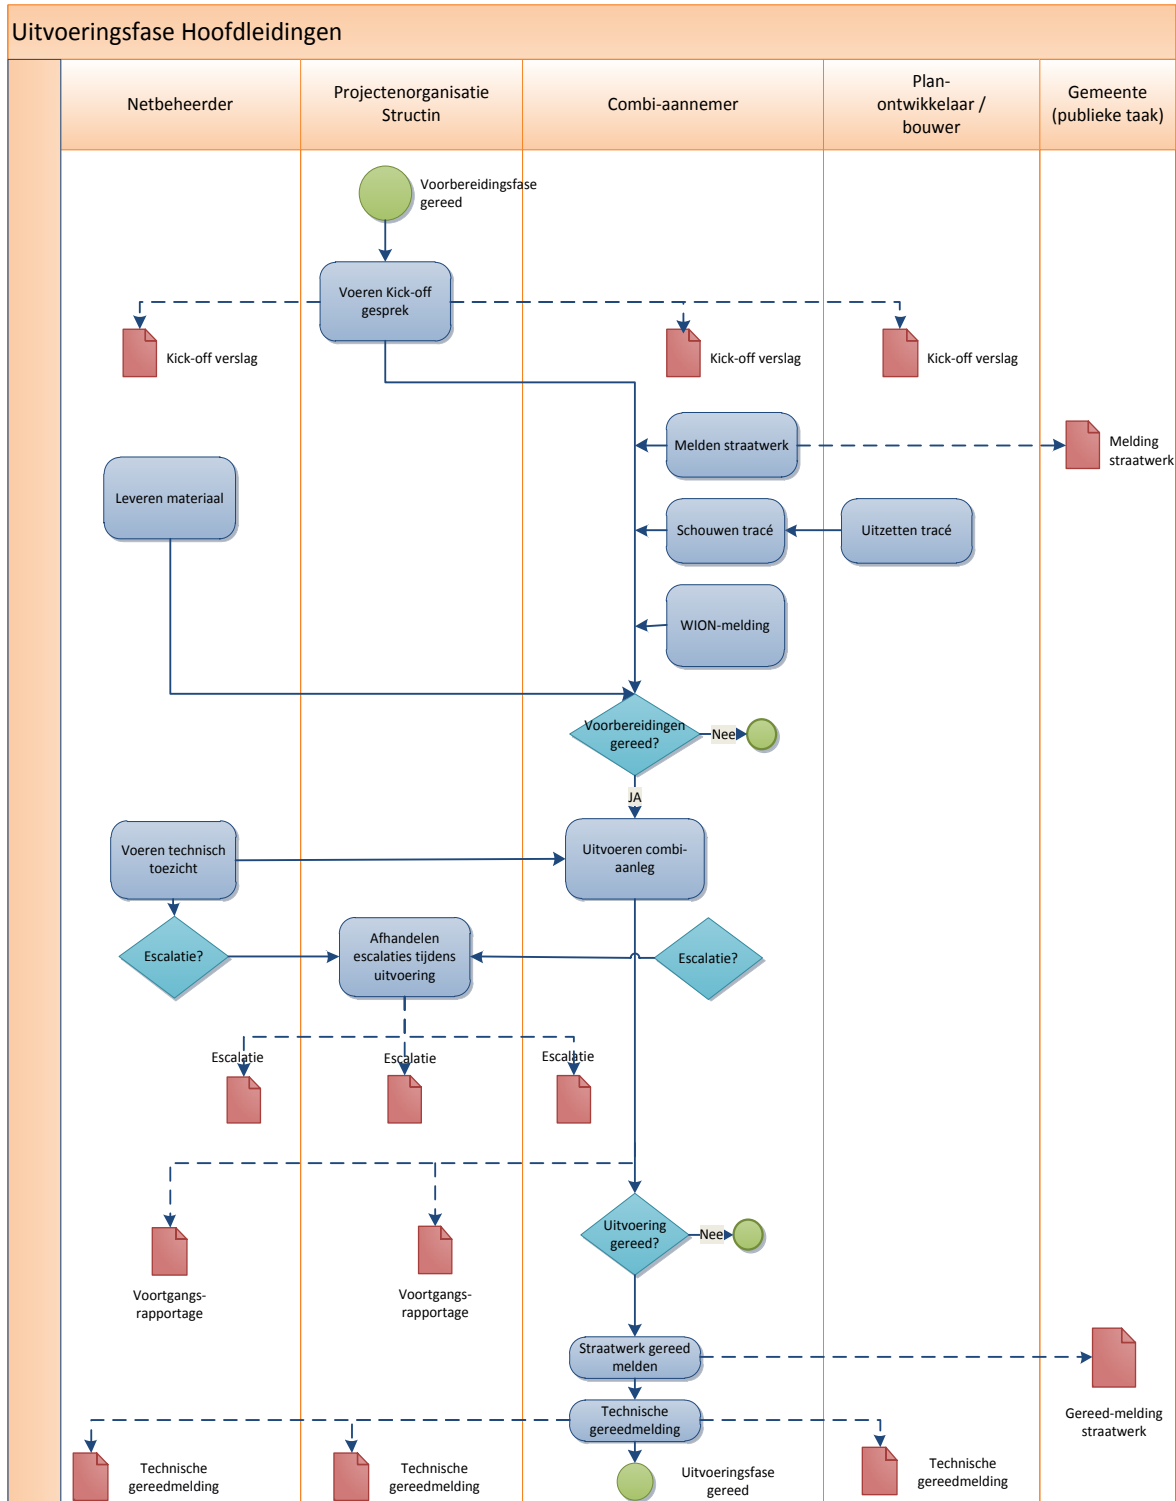 Uitvoeringsfase Hoofdleidingen
Netbeheerder
Projectenorganisatie
Structin
Combi-aannemer
Plan-
ontwikkelaar /
bouwer
Gemeente
(publieke taak)
Voorbereidingsfase
gereed
Voeren Kick-off
gesprek
Kick-off verslag
Kick-off verslag
Kick-off verslag
Melden straatwerk
Melding
straatwerk
Leveren materiaal
Schouwen tracé
Uitzetten tracé
WION-melding
Voorbereidingen
gereed?
Nee
JA
Voeren technisch
toezicht
Uitvoeren combi-
aanleg
Escalatie?
Afhandelen
escalaties tijdens
uitvoering
Escalatie?
Escalatie
Escalatie
Escalatie
Uitvoering
gereed?
Nee
Voortgangs-
rapportage
Voortgangs-
rapportage
Straatwerk gereed
melden
Gereed-melding
straatwerk
Technische
gereedmelding
Technische
gereedmelding
Technische
gereedmelding
Uitvoeringsfase
gereed
Technische
gereedmelding